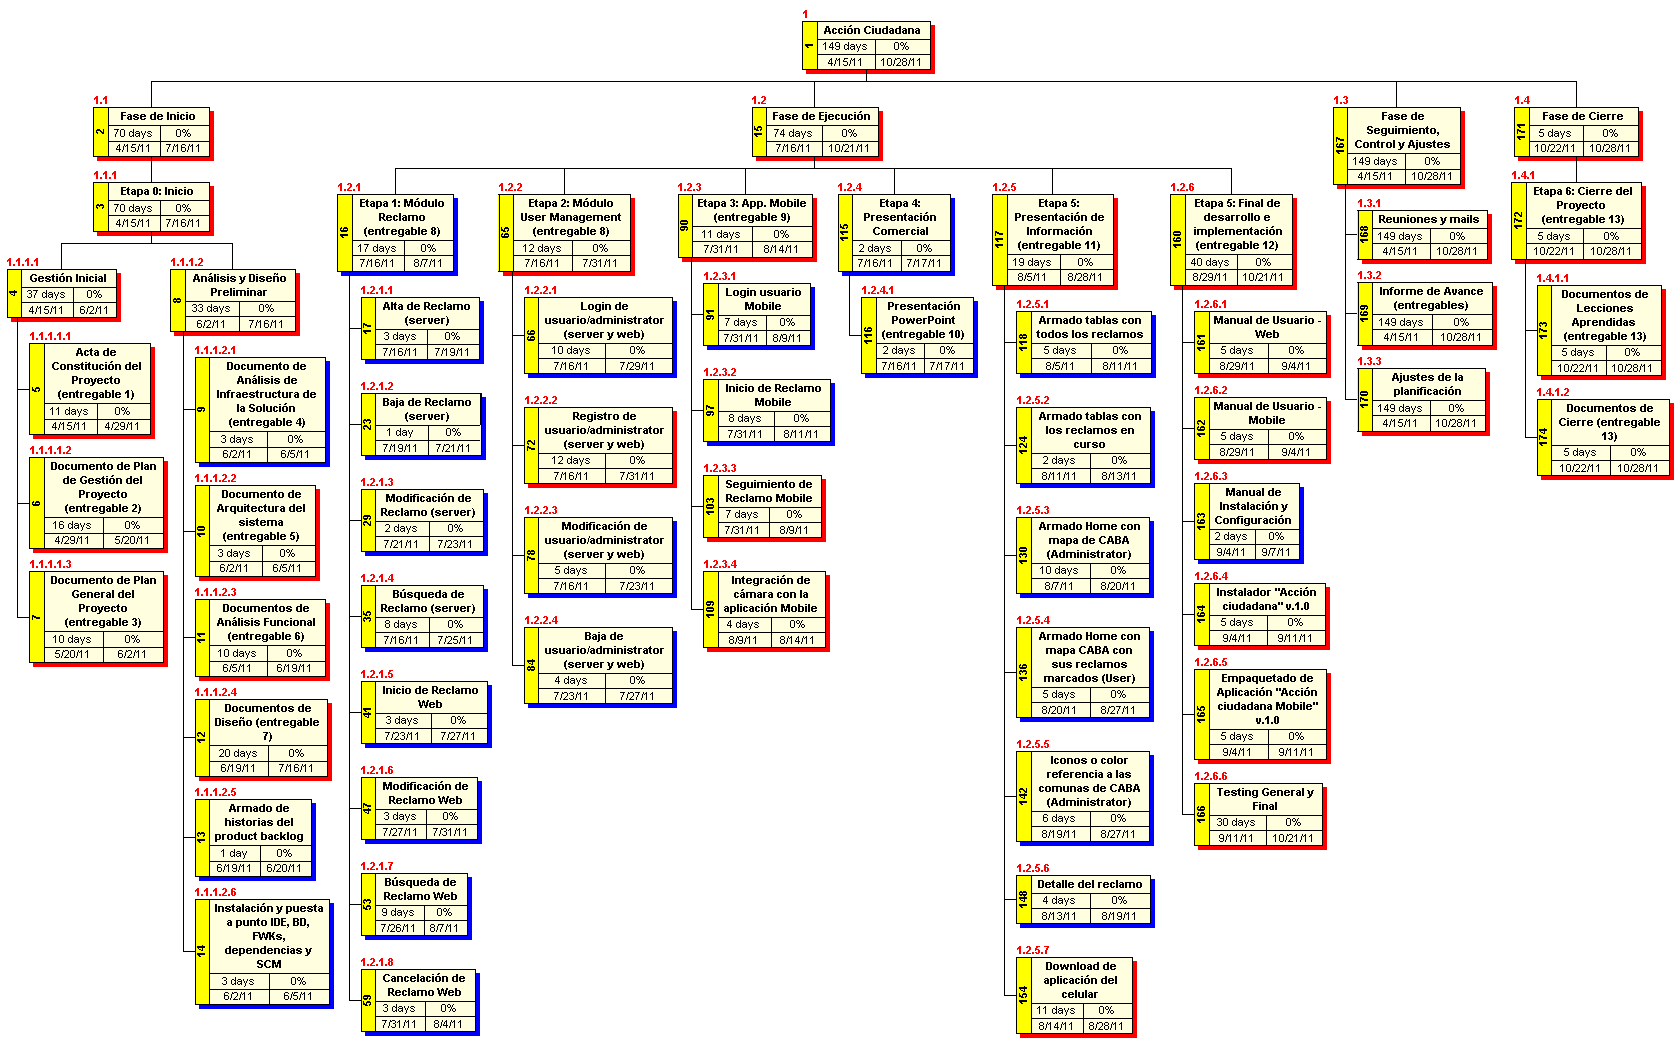 1
Acción Ciudadana
1
149 days 0%
4/15/11 10/28/11
1.1
Fase de Inicio
2
70 days 0%
4/15/11 7/16/11
1.1.1
Etapa 0: Inicio
3
70 days 0%
4/15/11 7/16/11
1.1.1.1
Gestión Inicial
4
37 days 0%
4/15/11 6/2/11
1.1.1.1.1
Acta de
Constitución del
Proyecto
(entregable 1)
5
11 days 0%
4/15/11 4/29/11
1.1.1.1.2
Documento de Plan
de Gestión del
Proyecto
(entregable 2)
6
16 days 0%
4/29/11 5/20/11
1.1.1.1.3
Documento de Plan
General del
Proyecto
(entregable 3)
7
10 days 0%
5/20/11 6/2/11
1.1.1.2
Análisis y Diseño
Preliminar
8
33 days 0%
6/2/11 7/16/11
1.1.1.2.1
Documento de
Análisis de
Infraestructura de
la Solución
(entregable 4)
9
3 days 0%
6/2/11 6/5/11
1.1.1.2.2
Documento de
Arquitectura del
sistema
(entregable 5)
10
3 days 0%
6/2/11 6/5/11
1.1.1.2.3
Documentos de
Análisis Funcional
(entregable 6)
11
10 days 0%
6/5/11 6/19/11
1.1.1.2.4
Documentos de
Diseño (entregable
7)
12
20 days 0%
6/19/11 7/16/11
1.1.1.2.5
Armado de
historias del
product backlog
13
1 day 0%
6/19/11 6/20/11
1.1.1.2.6
Instalación y puesta
a punto IDE, BD,
FWKs,
dependencias y
SCM
14
3 days 0%
6/2/11 6/5/11
1.2
Fase de Ejecución
15
74 days 0%
7/16/11 10/21/11
1.2.1
Etapa 1: Módulo
Reclamo
(entregable 8)
16
17 days 0%
7/16/11 8/7/11
1.2.1.1
Alta de Reclamo
(server)
17
3 days 0%
7/16/11 7/19/11
1.2.1.2
Baja de Reclamo
(server)
23
1 day 0%
7/19/11 7/21/11
1.2.1.3
Modificación de
Reclamo (server)
29
2 days 0%
7/21/11 7/23/11
1.2.1.4
Búsqueda de
Reclamo (server)
35
8 days 0%
7/16/11 7/25/11
1.2.1.5
Inicio de Reclamo
Web
41
3 days 0%
7/23/11 7/27/11
1.2.1.6
Modificación de
Reclamo Web
47
3 days 0%
7/27/11 7/31/11
1.2.1.7
Búsqueda de
Reclamo Web
53
9 days 0%
7/26/11 8/7/11
1.2.1.8
Cancelación de
Reclamo Web
59
3 days 0%
7/31/11 8/4/11
1.2.2
Etapa 2: Módulo
User Management
(entregable 8)
65
12 days 0%
7/16/11 7/31/11
1.2.2.1
Login de
usuario/administrator
(server y web)
66
10 days 0%
7/16/11 7/29/11
1.2.2.2
Registro de
usuario/administrator
(server y web)
72
12 days 0%
7/16/11 7/31/11
1.2.2.3
Modificación de
usuario/administrator
(server y web)
78
5 days 0%
7/16/11 7/23/11
1.2.2.4
Baja de
usuario/administrator
(server y web)
84
4 days 0%
7/23/11 7/27/11
1.2.3
Etapa 3: App. Mobile
(entregable 9)
90
11 days 0%
7/31/11 8/14/11
1.2.3.1
Login usuario
Mobile
91
7 days 0%
7/31/11 8/9/11
1.2.3.2
Inicio de Reclamo
Mobile
97
8 days 0%
7/31/11 8/11/11
1.2.3.3
Seguimiento de
Reclamo Mobile
103
7 days 0%
7/31/11 8/9/11
1.2.3.4
Integración de
cámara con la
aplicación Mobile
109
4 days 0%
8/9/11 8/14/11
1.2.4
Etapa 4:
Presentación
Comercial
115
2 days 0%
7/16/11 7/17/11
1.2.4.1
Presentación
PowerPoint
(entregable 10)
116
2 days 0%
7/16/11 7/17/11
1.2.5
Etapa 5:
Presentación de
Información
(entregable 11)
117
19 days 0%
8/5/11 8/28/11
1.2.5.1
Armado tablas con
todos los reclamos
118
5 days 0%
8/5/11 8/11/11
1.2.5.2
Armado tablas con
los reclamos en
curso
124
2 days 0%
8/11/11 8/13/11
1.2.5.3
Armado Home con
mapa de CABA
(Administrator)
130
10 days 0%
8/7/11 8/20/11
1.2.5.4
Armado Home con
mapa CABA con
sus reclamos
marcados (User)
136
5 days 0%
8/20/11 8/27/11
1.2.5.5
Iconos o color
referencia a las
comunas de CABA
(Administrator)
142
6 days 0%
8/19/11 8/27/11
1.2.5.6
Detalle del reclamo
148
4 days 0%
8/13/11 8/19/11
1.2.5.7
Download de
aplicación del
celular
154
11 days 0%
8/14/11 8/28/11
1.2.6
Etapa 5: Final de
desarrollo e
implementación
(entregable 12)
160
40 days 0%
8/29/11 10/21/11
1.2.6.1
Manual de Usuario -
Web
161
5 days 0%
8/29/11 9/4/11
1.2.6.2
Manual de Usuario -
Mobile
162
5 days 0%
8/29/11 9/4/11
1.2.6.3
Manual de
Instalación y
Configuración
163
2 days 0%
9/4/11 9/7/11
1.2.6.4
Instalador "Acción
ciudadana" v.1.0
164
5 days 0%
9/4/11 9/11/11
1.2.6.5
Empaquetado de
Aplicación "Acción
ciudadana Mobile"
v.1.0
165
5 days 0%
9/4/11 9/11/11
1.2.6.6
Testing General y
Final
166
30 days 0%
9/11/11 10/21/11
1.3
Fase de
Seguimiento,
Control y Ajustes
167
149 days 0%
4/15/11 10/28/11
1.3.1
Reuniones y mails
168
149 days 0%
4/15/11 10/28/11
1.3.2
Informe de Avance
(entregables)
169
149 days 0%
4/15/11 10/28/11
1.3.3
Ajustes de la
planificación
170
149 days 0%
4/15/11 10/28/11
1.4
Fase de Cierre
171
5 days 0%
10/22/11 10/28/11
1.4.1
Etapa 6: Cierre del
Proyecto
(entregable 13)
172
5 days 0%
10/22/11 10/28/11
1.4.1.1
Documentos de
Lecciones
Aprendidas
(entregable 13)
173
5 days 0%
10/22/11 10/28/11
1.4.1.2
Documentos de
Cierre (entregable
13)
174
5 days 0%
10/22/11 10/28/11